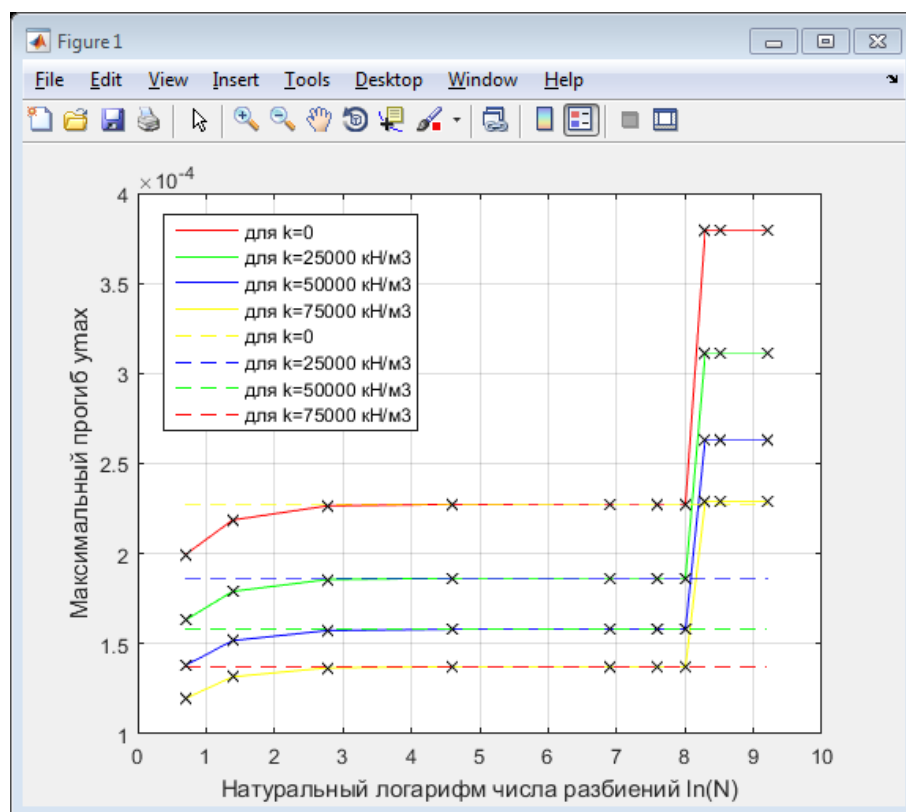 Figure 1
File Edit View Insert Tools Desktop Window Help
×10⁻⁴
4
3.5
3
2.5
2
1.5
1
Максимальный прогиб ymax
для k=0
для k=25000 кН/м3
для k=50000 кН/м3
для k=75000 кН/м3
для k=0
для k=25000 кН/м3
для k=50000 кН/м3
для k=75000 кН/м3
0 1 2 3 4 5 6 7 8 9 10
Натуральный логарифм числа разбиений ln(N)